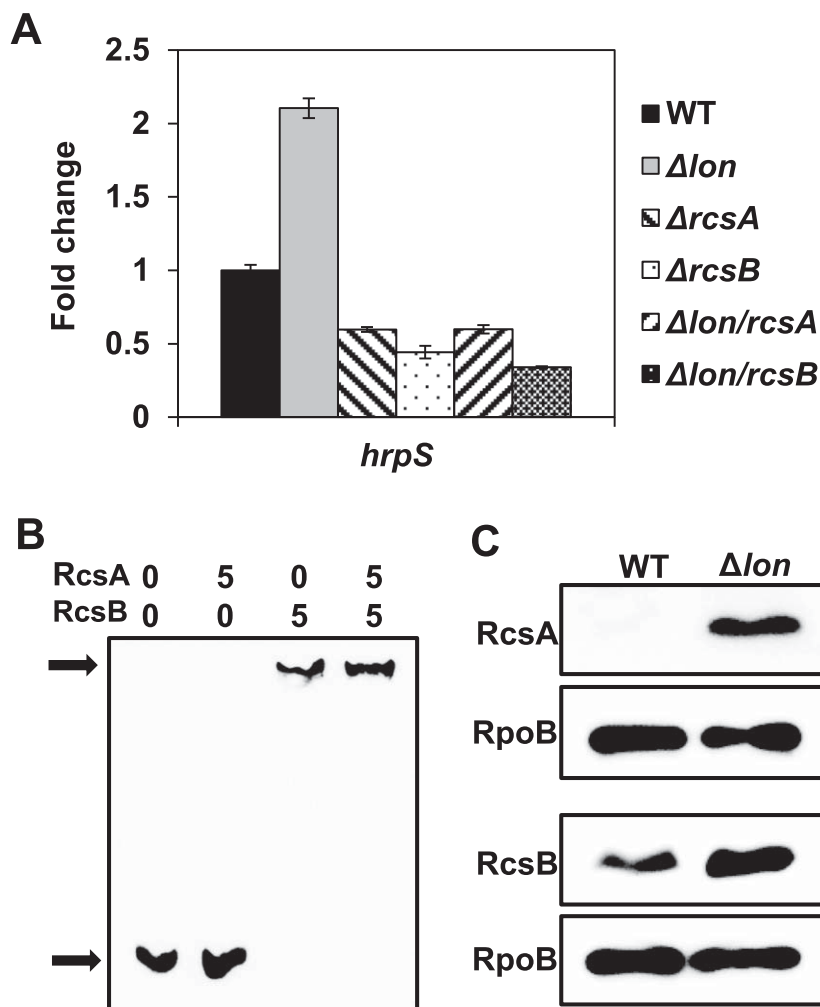 A
2.5
2
1.5
1
0.5
0
Fold change
hrpS
WT
Δlon
ΔrcsA
ΔrcsB
Δlon/rcsA
Δlon/rcsB
B
RcsA 0 5 0 5
RcsB 0 0 5 5
C
WT Δlon
RcsA
RpoB
RcsB
RpoB